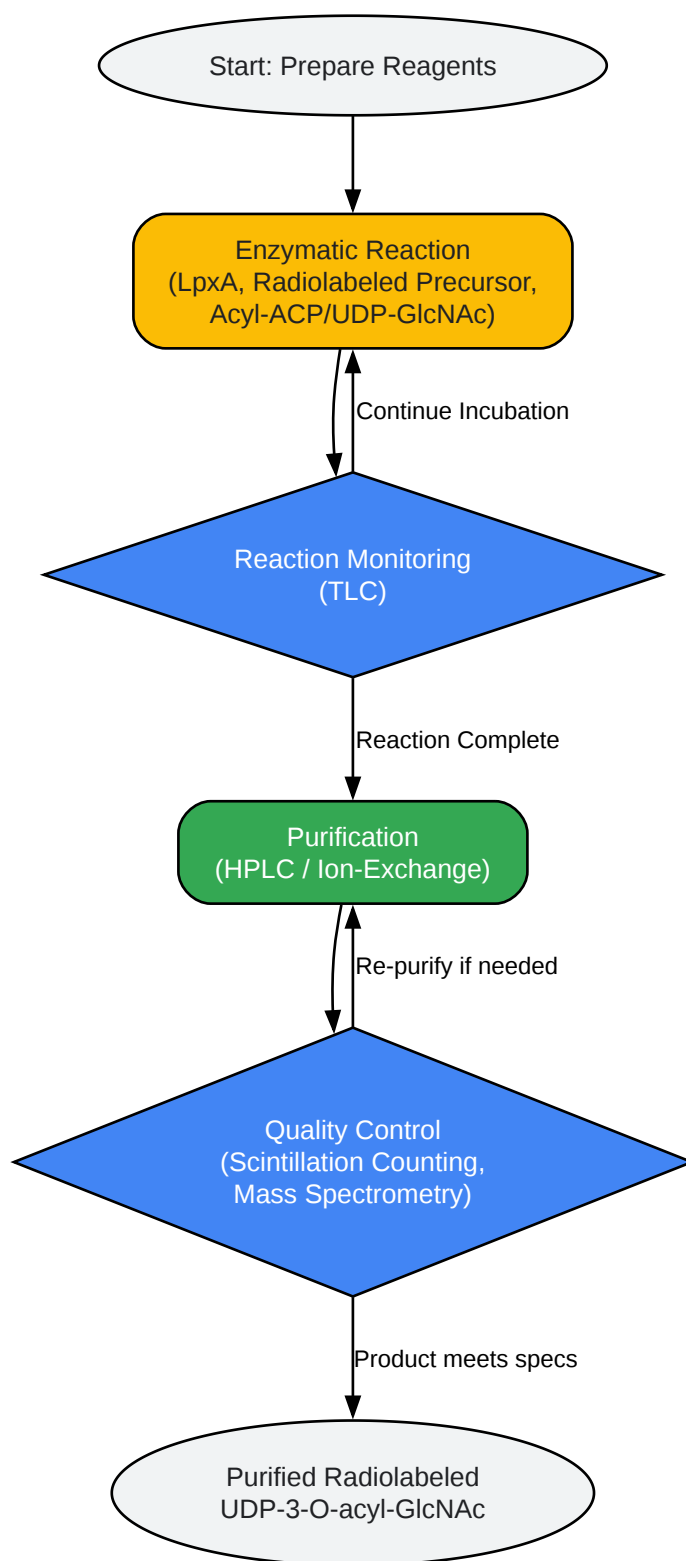 Start: Prepare Reagents
Enzymatic Reaction
(LpxA, Radiolabeled Precursor,
Acyl-ACP/UDP-GlcNAc)
Continue Incubation
Reaction Monitoring
(TLC)
Reaction Complete
Purification
(HPLC / Ion-Exchange)
Re-purify if needed
Quality Control
(Scintillation Counting,
Mass Spectrometry)
Product meets specs
Purified Radiolabeled
UDP-3-O-acyl-GlcNAc